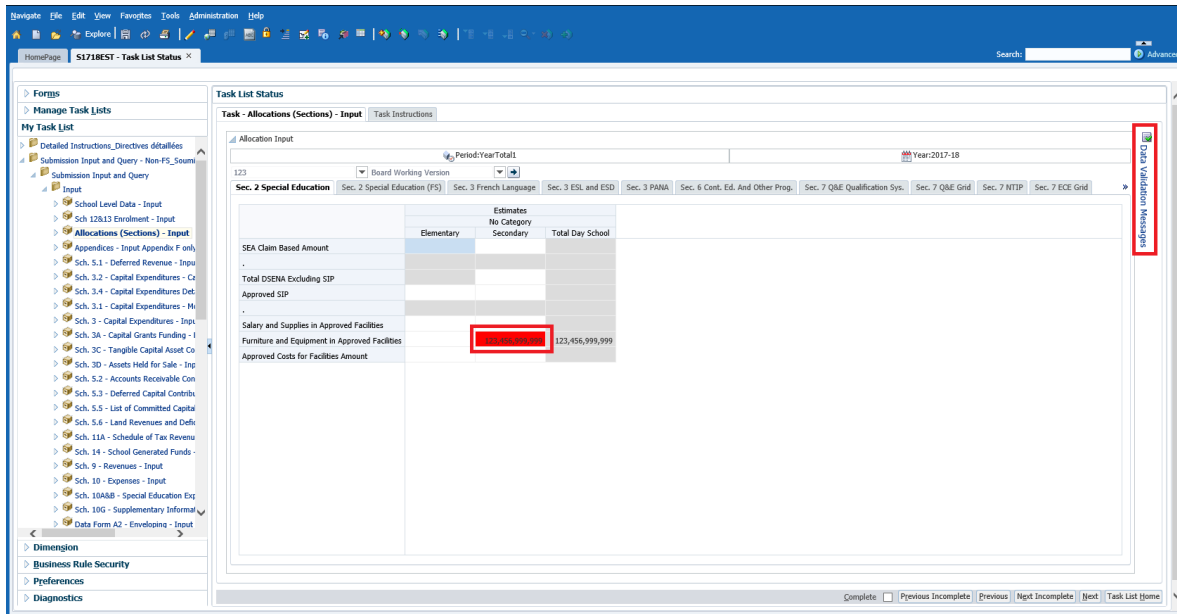 Navigate File Edit View Favorites Tools Administration Help
Explore
HomePage S1718EST - Task List Status × Search: Advance
Forms
Manage Task Lists
My Task List
Detailed Instructions_Directives détaillées
Submission Input and Query - Non-FS_Soumi
Submission Input and Query
Input
School Level Data - Input
Sch 12&13 Enrolment - Input
Allocations (Sections) - Input
Appendices - Input Appendix F only
Sch. 5.1 - Deferred Revenue - Inpu
Sch. 3.2 - Capital Expenditures - Ca
Sch. 3.4 - Capital Expenditures Det
Sch. 3.1 - Capital Expenditures - Mi
Sch. 3 - Capital Expenditures - Inpu
Sch. 3A - Capital Grants Funding - I
Sch. 3C - Tangible Capital Asset Co
Sch. 3D - Assets Held for Sale - Inp
Sch. 5.2 - Accounts Receivable Con
Sch. 5.3 - Deferred Capital Contribu
Sch. 5.5 - List of Committed Capital
Sch. 5.6 - Land Revenues and Defic
Sch. 11A - Schedule of Tax Revenu
Sch. 14 - School Generated Funds -
Sch. 9 - Revenues - Input
Sch. 10 - Expenses - Input
Sch. 10A&B - Special Education Exp
Sch. 10G - Supplementary Informat
Data Form A2 - Enveloping - Input
Dimension
Business Rule Security
Preferences
Diagnostics
Task List Status
Task - Allocations (Sections) - Input Task Instructions
Allocation Input
Period:YearTotal1 Year:2017-18
123 Board Working Version
Sec. 2 Special Education Sec. 2 Special Education (FS) Sec. 3 French Language Sec. 3 ESL and ESD Sec. 3 PANA Sec. 6 Cont. Ed. And Other Prog. Sec. 7 Q&E Qualification Sys. Sec. 7 Q&E Grid Sec. 7 NTIP Sec. 7 ECE Grid »
Estimates
No Category
Elementary Secondary Total Day School
SEA Claim Based Amount
.
Total DSENA Excluding SIP
Approved SIP
.
Salary and Supplies in Approved Facilities
Furniture and Equipment in Approved Facilities 123,456,999,999 123,456,999,999
Approved Costs for Facilities Amount
Data Validation Messages
Complete Previous Incomplete Previous Next Incomplete Next Task List Home